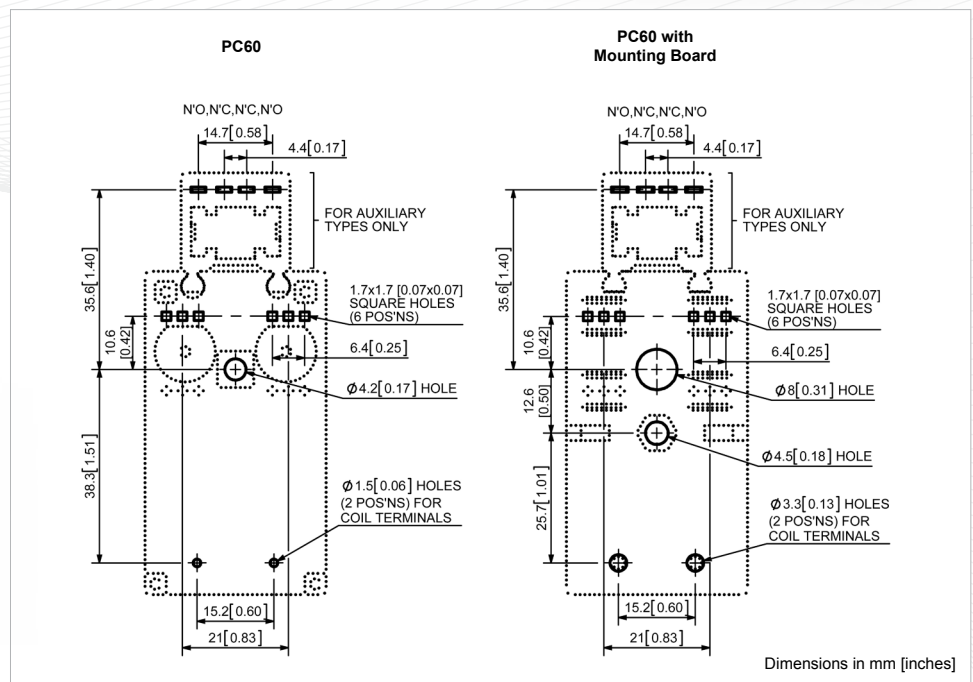 PC60
N'O,N'C,N'C,N'O
14.7[0.58]
4.4[0.17]
FOR AUXILIARY
TYPES ONLY
35.6[1.40]
1.7x1.7 [0.07x0.07]
SQUARE HOLES
(6 POS'NS)
10.6
[0.42]
6.4[0.25]
Ø4.2[0.17] HOLE
38.3[1.51]
Ø1.5[0.06] HOLES
(2 POS'NS) FOR
COIL TERMINALS
15.2[0.60]
21[0.83]
PC60 with
Mounting Board
N'O,N'C,N'C,N'O
14.7[0.58]
4.4[0.17]
FOR AUXILIARY
TYPES ONLY
35.6[1.40]
1.7x1.7 [0.07x0.07]
SQUARE HOLES
(6 POS'NS)
10.6
[0.42]
6.4[0.25]
Ø8[0.31] HOLE
12.6
[0.50]
Ø4.5[0.18] HOLE
25.7[1.01]
Ø3.3[0.13] HOLES
(2 POS'NS) FOR
COIL TERMINALS
15.2[0.60]
21[0.83]
Dimensions in mm [inches]